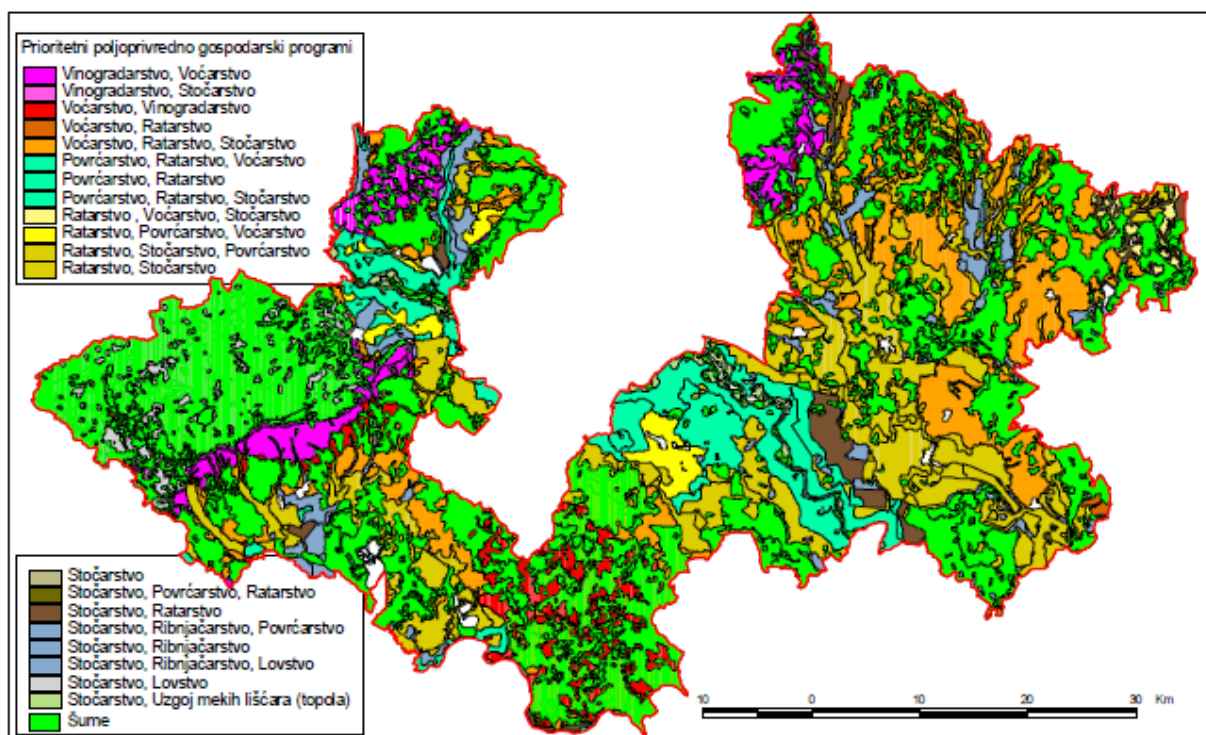 Prioritetni poljoprivredno gospodarski programi
Vinogradarstvo, Voćarstvo
Vinogradarstvo, Stočarstvo
Voćarstvo, Vinogradarstvo
Voćarstvo, Ratarstvo
Voćarstvo, Ratarstvo, Stočarstvo
Povrćarstvo, Ratarstvo, Voćarstvo
Povrćarstvo, Ratarstvo
Povrćarstvo, Ratarstvo, Stočarstvo
Ratarstvo , Voćarstvo, Stočarstvo
Ratarstvo, Povrćarstvo, Voćarstvo
Ratarstvo, Stočarstvo, Povrćarstvo
Ratarstvo, Stočarstvo
Stočarstvo
Stočarstvo, Povrćarstvo, Ratarstvo
Stočarstvo, Ratarstvo
Stočarstvo, Ribnjačarstvo, Povrćarstvo
Stočarstvo, Ribnjačarstvo
Stočarstvo, Ribnjačarstvo, Lovstvo
Stočarstvo, Lovstvo
Stočarstvo, Uzgoj mekih lišćara (topola)
Šume
10 0 10 20 30 Km